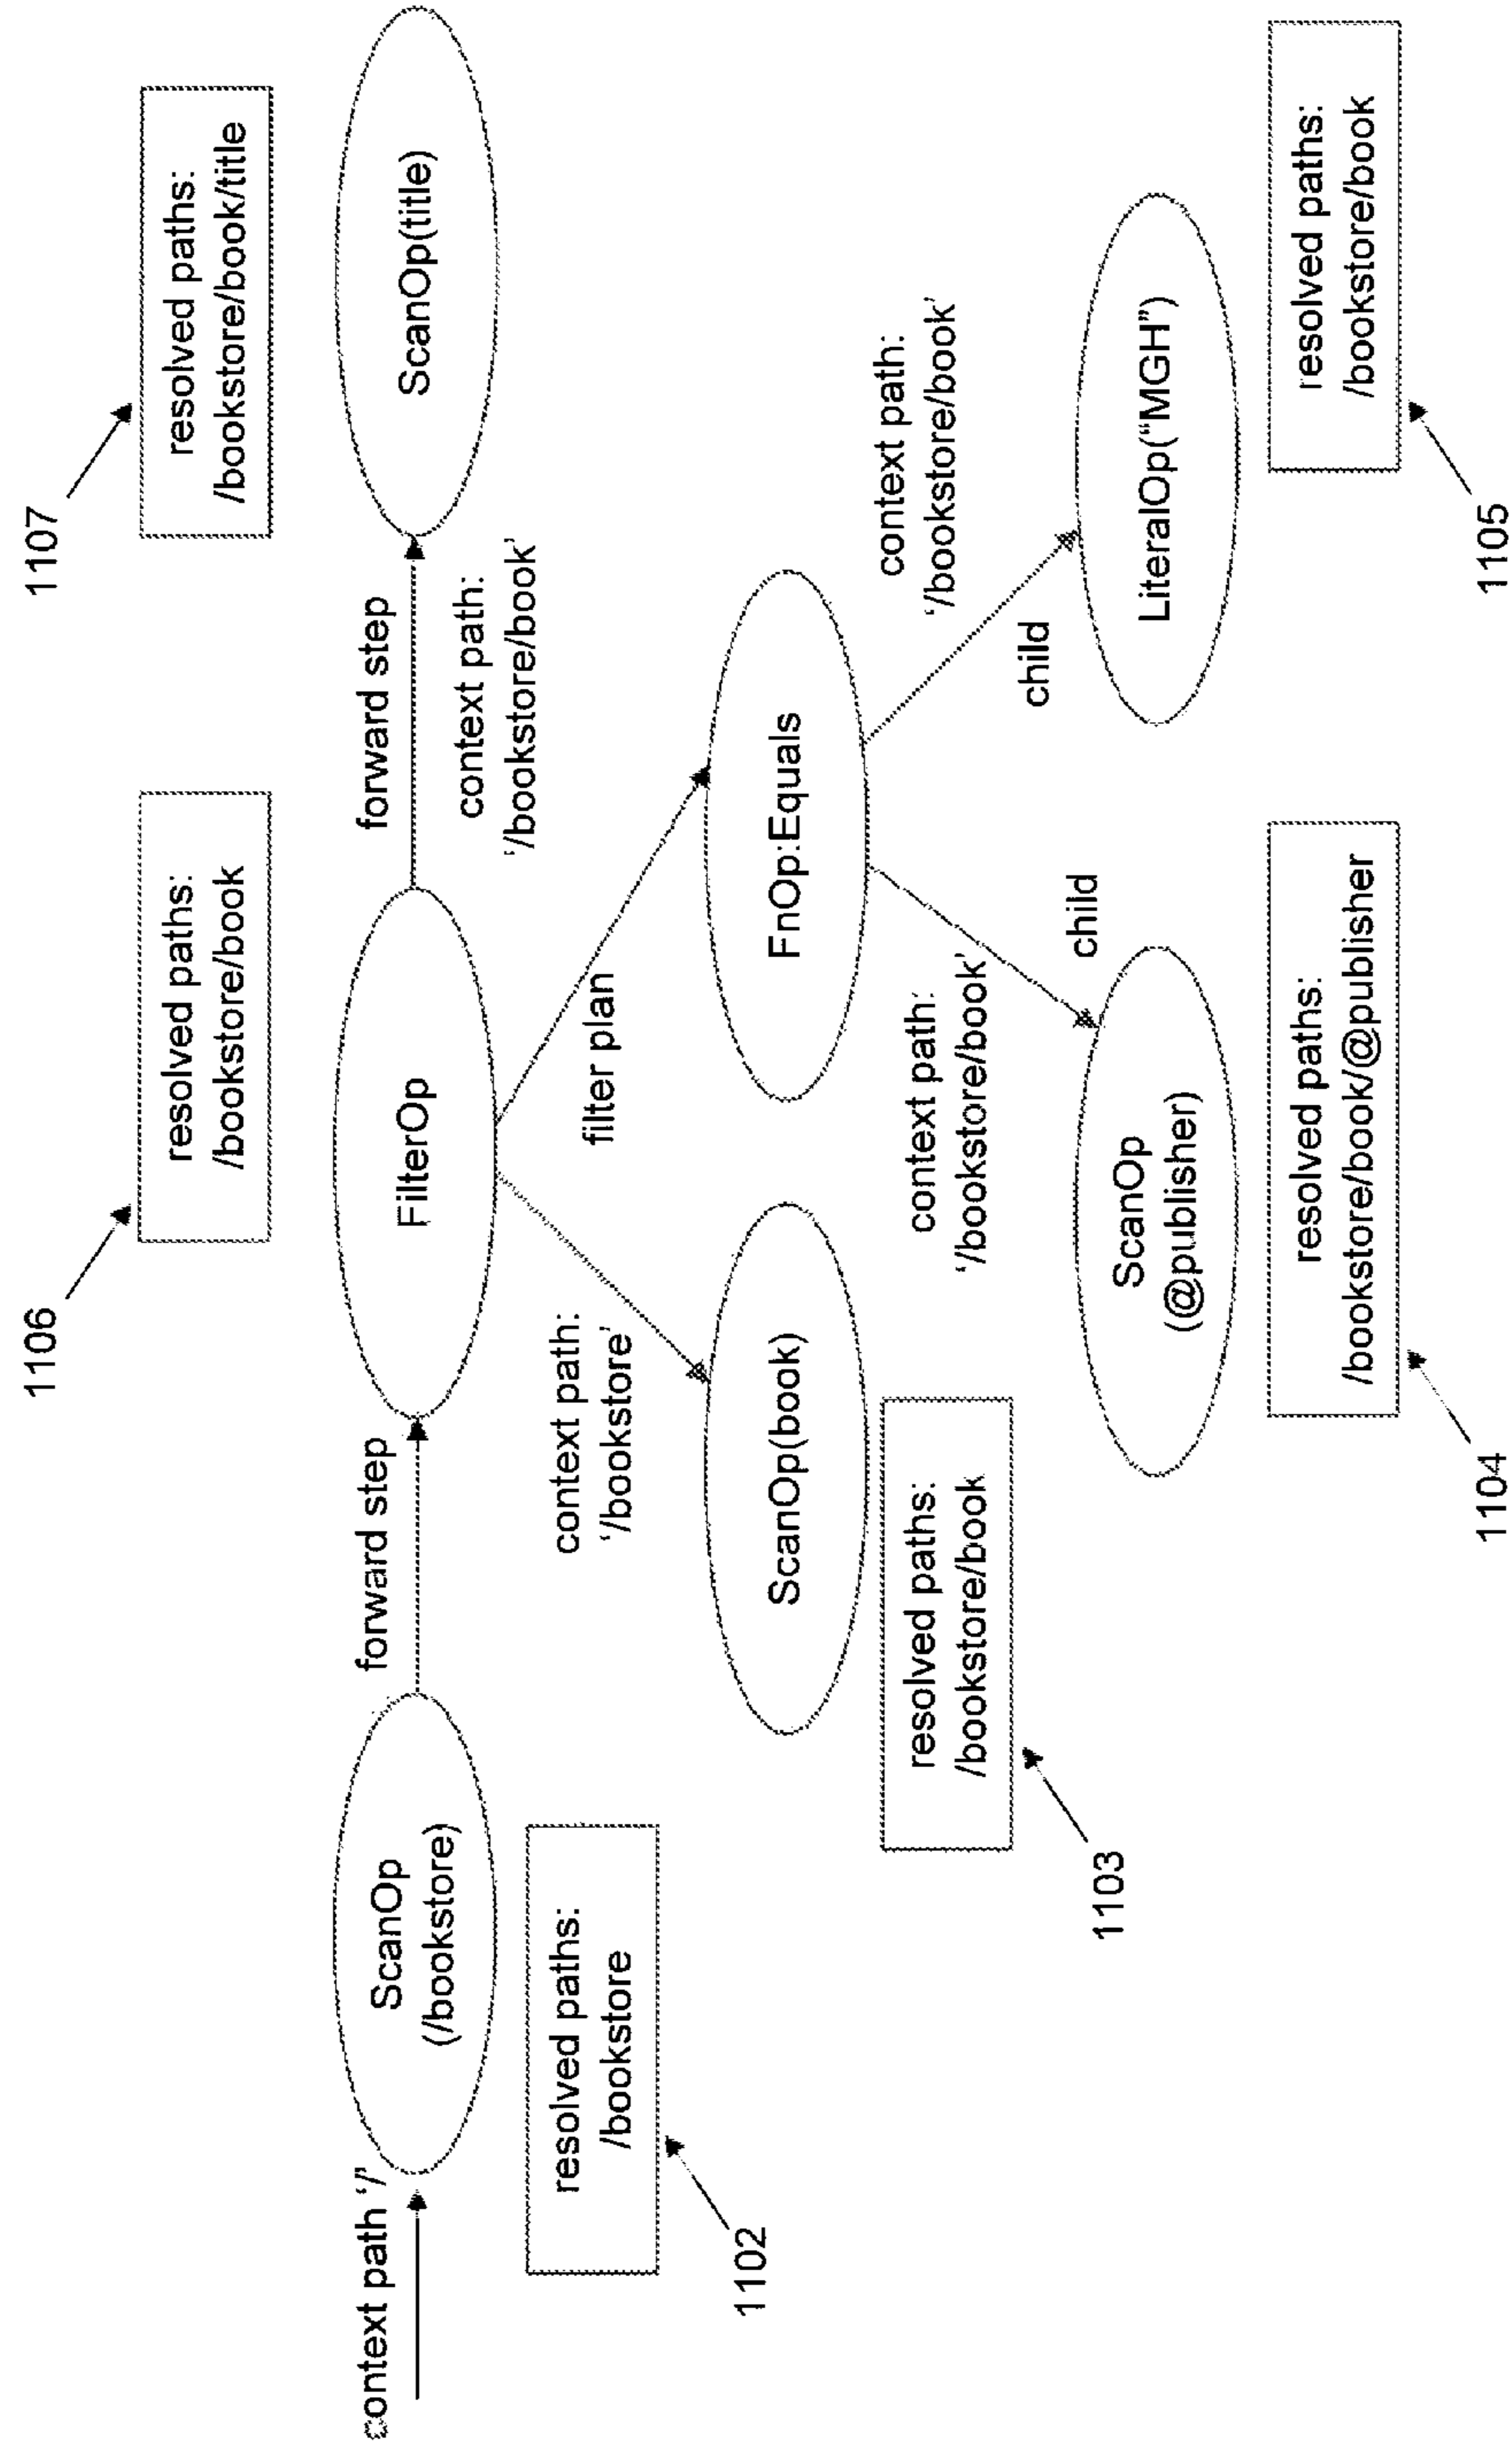 1106
1107
resolved paths:
/bookstore/book
resolved paths:
/bookstore/book/title
context path ‘/’
forward step
forward step
ScanOp
(/bookstore)
FilterOp
ScanOp(title)
context path:
‘/bookstore/book’
resolved paths:
/bookstore
1102
context path:
‘/bookstore’
filter plan
ScanOp(book)
FnOp:Equals
resolved paths:
/bookstore/book
1103
context path:
‘/bookstore/book’
child
context path:
‘/bookstore/book’
child
ScanOp
(@publisher)
LiteralOp(“MGH”)
resolved paths:
/bookstore/book/@publisher
resolved paths:
/bookstore/book
1104
1105